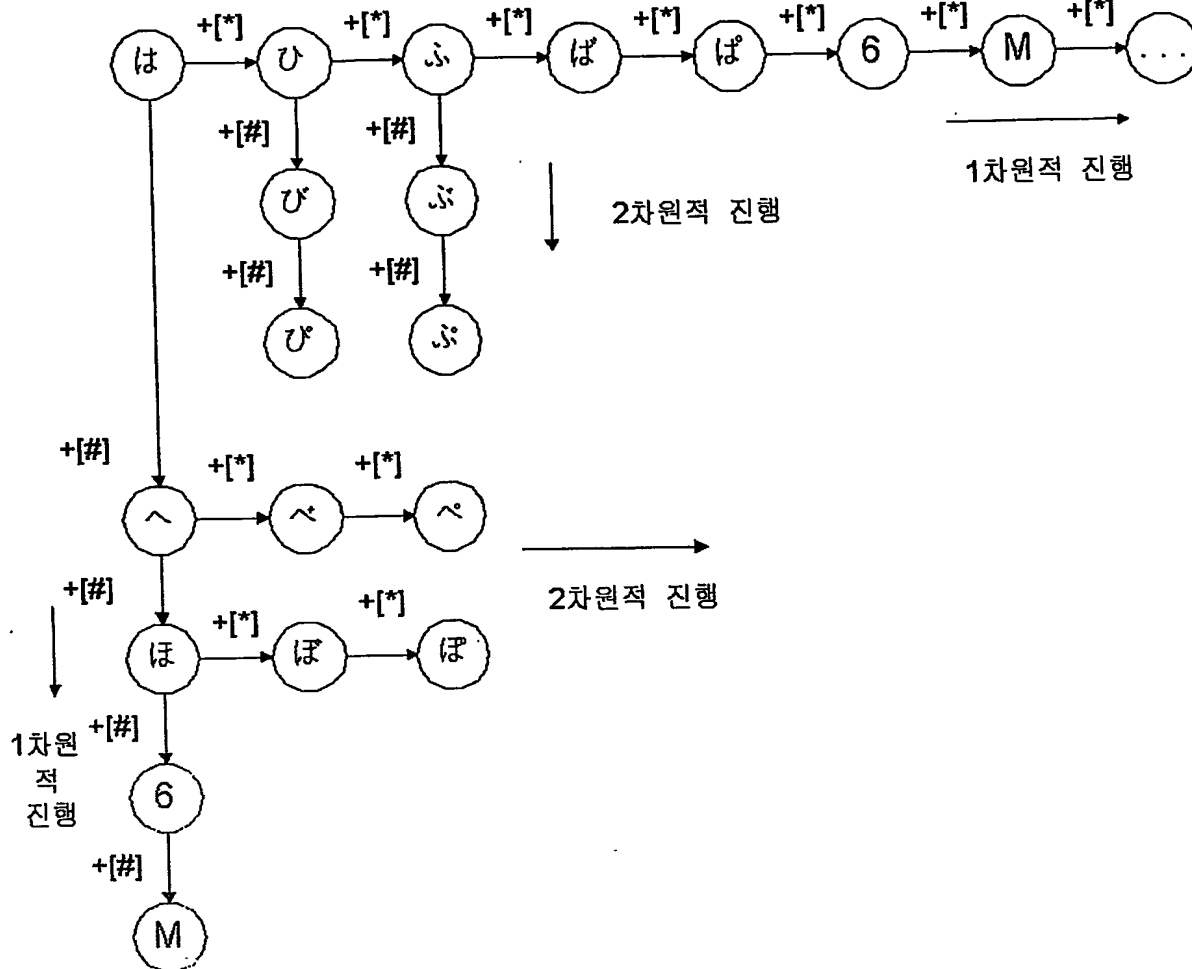 +[*] +[*] +[*] +[*] +[*] +[*] +[*]
は ひ ふ ば ぱ 6 M ...
+[#] +[#]
1차원적 진행
び ぶ
2차원적 진행
+[#] +[#]
ぴ ぷ
+[#] +[*] +[*]
へ べ ぺ
+[#]
2차원적 진행
+[*] +[*]
ほ ぼ ぽ
+[#]
1차원
적
진행
6
+[#]
M